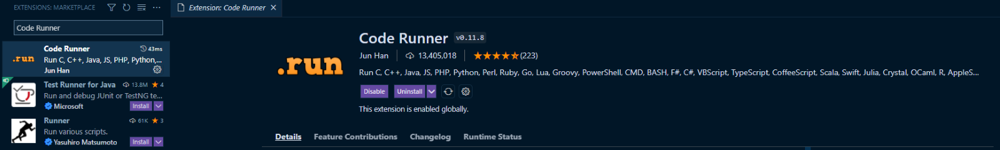 EXTENSIONS: MARKETPLACE
Code Runner
Code Runner 43ms
Run C, C++, Java, JS, PHP, Python,...
Jun Han
.run
Test Runner for Java 13.8M 4
Run and debug JUnit or TestNG te...
Microsoft Install
Runner 61K 3
Run various scripts.
Yasuhiro Matsumoto Install
Extension: Code Runner
.run
Code Runner v0.11.8
Jun Han 13,405,018 (223)
Run C, C++, Java, JS, PHP, Python, Perl, Ruby, Go, Lua, Groovy, PowerShell, CMD, BASH, F#, C#, VBScript, TypeScript, CoffeeScript, Scala, Swift, Julia, Crystal, OCaml, R, AppleS...
Disable Uninstall
This extension is enabled globally.
Details Feature Contributions Changelog Runtime Status